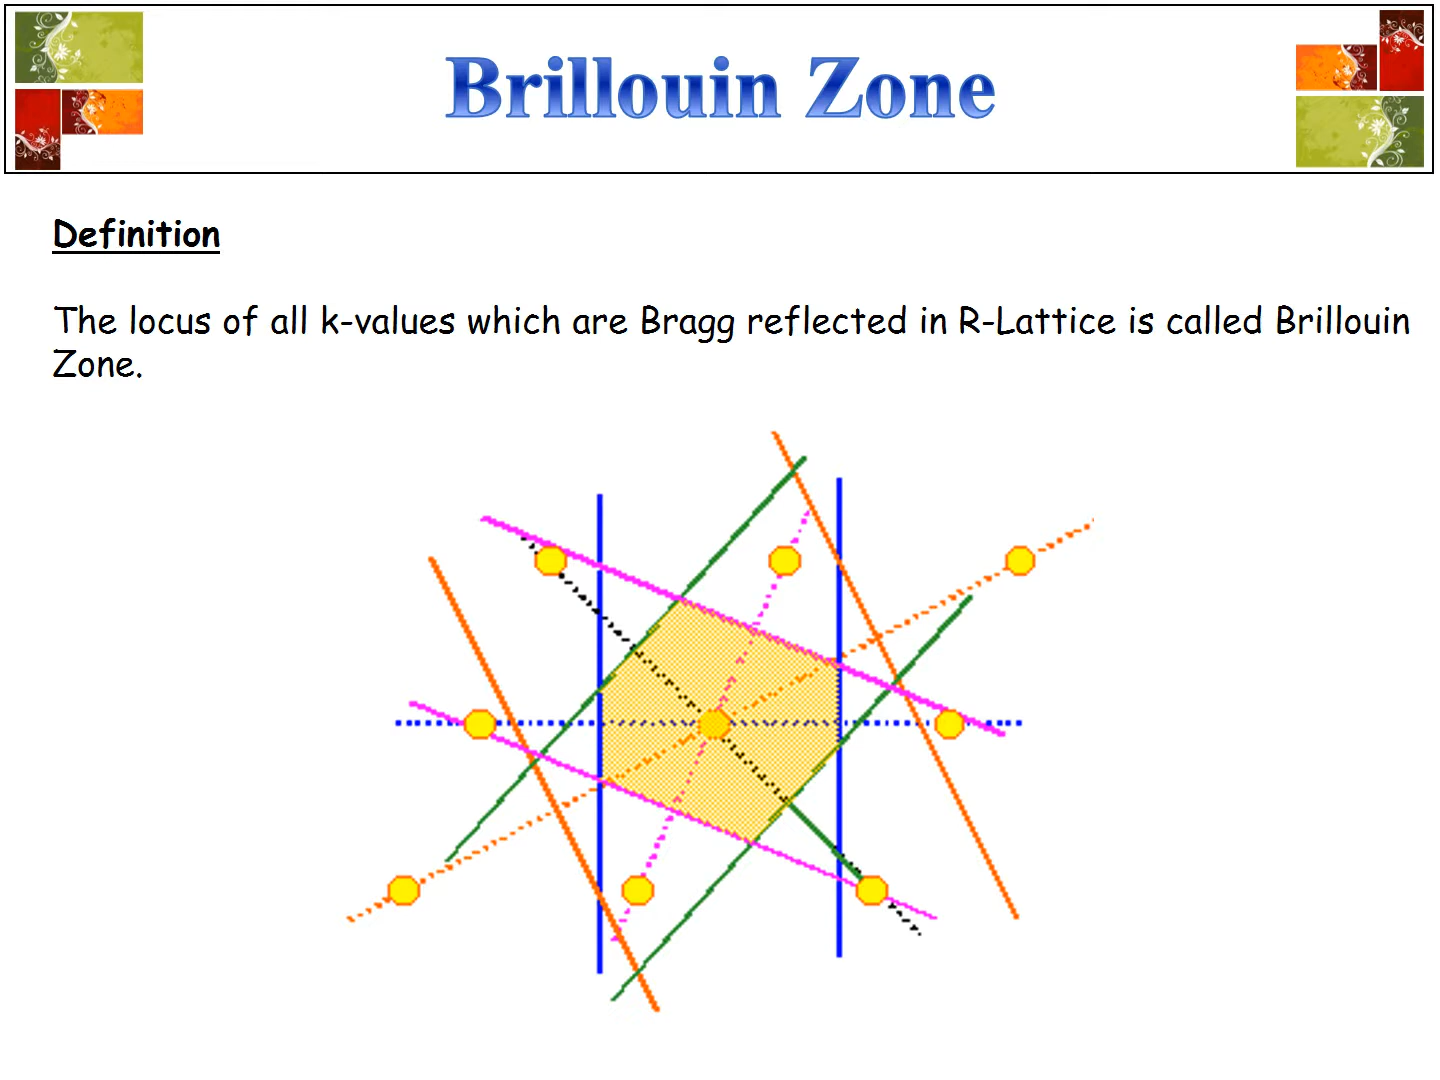 Brillouin Zone
Definition
The locus of all k-values which are Bragg reflected in R-Lattice is called Brillouin
Zone.